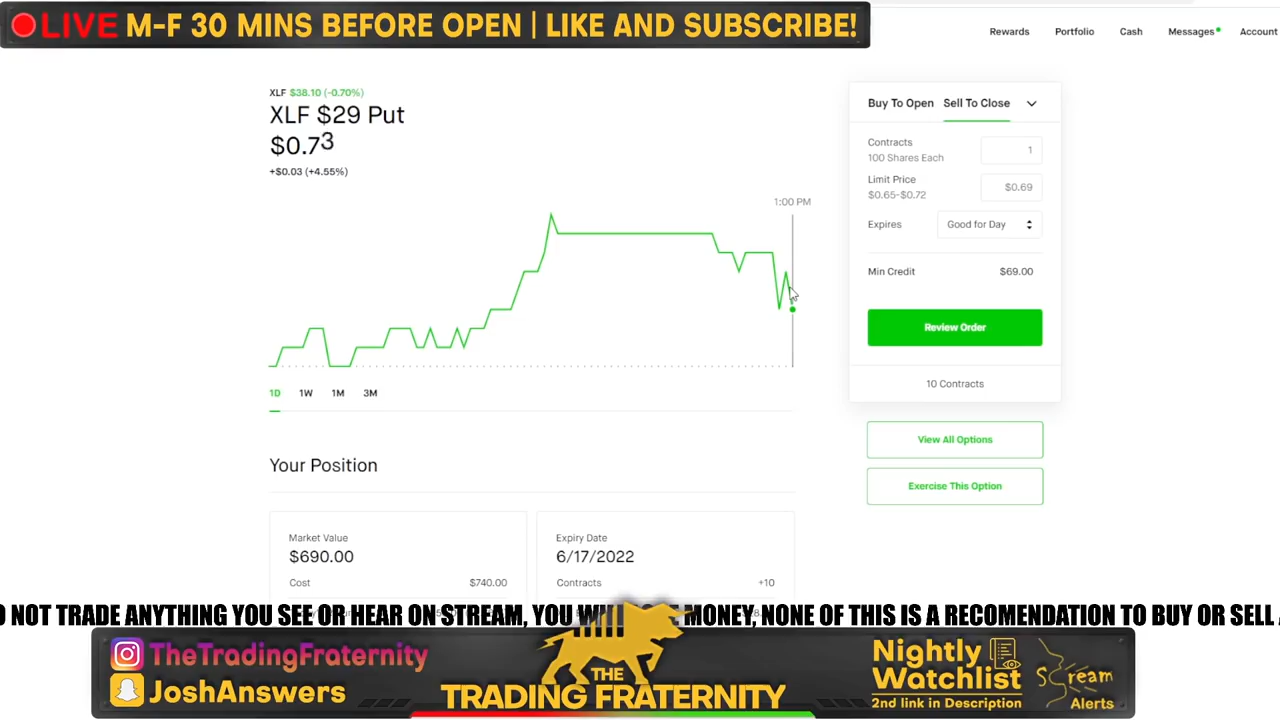 LIVE M-F 30 MINS BEFORE OPEN | LIKE AND SUBSCRIBE!
Rewards Portfolio Cash Messages Account
XLF $38.10 (-0.70%)
XLF $29 Put
$0.73
+$0.03 (+4.55%)
1:00 PM
1D 1W 1M 3M
Buy To Open Sell To Close
Contracts 1
100 Shares Each
Limit Price $0.69
$0.65-$0.72
Expires Good for Day
Min Credit $69.00
Review Order
10 Contracts
View All Options
Exercise This Option
Your Position
Market Value
$690.00
Cost $740.00
Expiry Date
6/17/2022
Contracts +10
NOT TRADE ANYTHING YOU SEE OR HEAR ON STREAM, YOU MONEY, NONE OF THIS IS A RECOMENDATION TO BUY OR SELL
TheTradingFraternity
JoshAnswers
THE
TRADING FRATERNITY
Nightly
Watchlist
2nd link in Description
Scream
Alerts